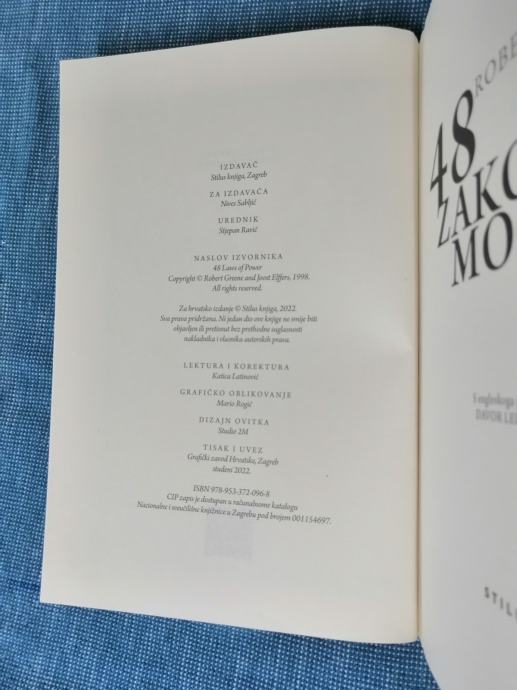 IZDAVAČ
Stilus knjiga, Zagreb
ZA IZDAVAČA
Nives Sabljić
UREDNIK
Stjepan Ravić
NASLOV IZVORNIKA
48 Laws of Power
Copyright © Robert Greene and Joost Elffers, 1998.
All rights reserved.
Za hrvatsko izdanje © Stilus knjiga, 2022.
Sva prava pridržana. Ni jedan dio ove knjige ne smije biti
objavljen ili pretisnut bez prethodne suglasnosti
nakladnika i vlasnika autorskih prava.
LEKTURA I KOREKTURA
Katica Latinović
GRAFIČKO OBLIKOVANJE
Mario Rogić
DIZAJN OVITKA
Studio 2M
TISAK I UVEZ
Grafički zavod Hrvatske, Zagreb
studeni 2022.
ISBN 978-953-372-096-8
CIP zapis je dostupan u računalnome katalogu
Nacionalne i sveučilišne knjižnice u Zagrebu pod brojem 001154697.
ROBE
48
ZAKO
MO
S engleskoga
DAVOR
STIL